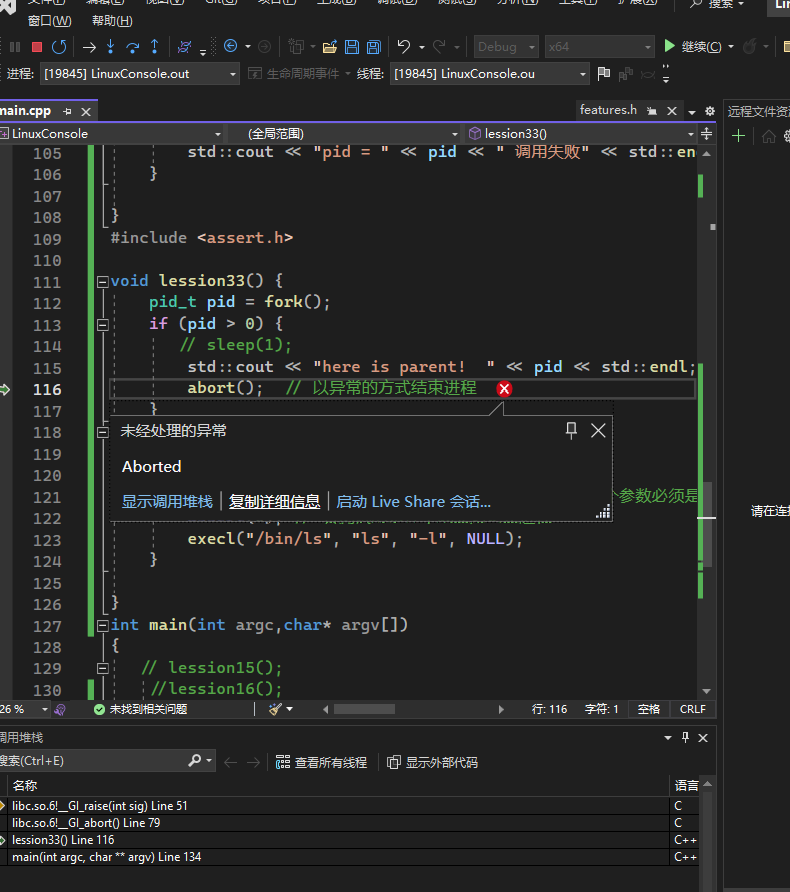 窗口(W) 帮助(H)
搜索
Debug x64 继续(C)
进程: [19845] LinuxConsole.out 生命周期事件 线程: [19845] LinuxConsole.ou
main.cpp features.h 远程文件资
LinuxConsole (全局范围) lession33()
105 std::cout << "pid = " << pid << " 调用失败" << std::en
106 }
107
108 }
109 #include <assert.h>
110
111 void lession33() {
112 pid_t pid = fork();
113 if (pid > 0) {
114 // sleep(1);
115 std::cout << "here is parent!  " << pid << std::endl;
116 abort();  // 以异常的方式结束进程
117 }
118 未经处理的异常
119
120 Aborted
121 显示调用堆栈 | 复制详细信息 | 启动 Live Share 会话... 参数必须是
122 请在连接
123 execl("/bin/ls", "ls", "-l", NULL);
124 }
125
126 }
127 int main(int argc,char* argv[])
128 {
129 // lession15();
130 //lession16();
26 % 未找到相关问题 行: 116 字符: 1 空格 CRLF
调用堆栈
搜索(Ctrl+E) 查看所有线程 显示外部代码
名称 语言
libc.so.6!__GI_raise(int sig) Line 51 C
libc.so.6!__GI_abort() Line 79 C
lession33() Line 116 C++
main(int argc, char ** argv) Line 134 C++